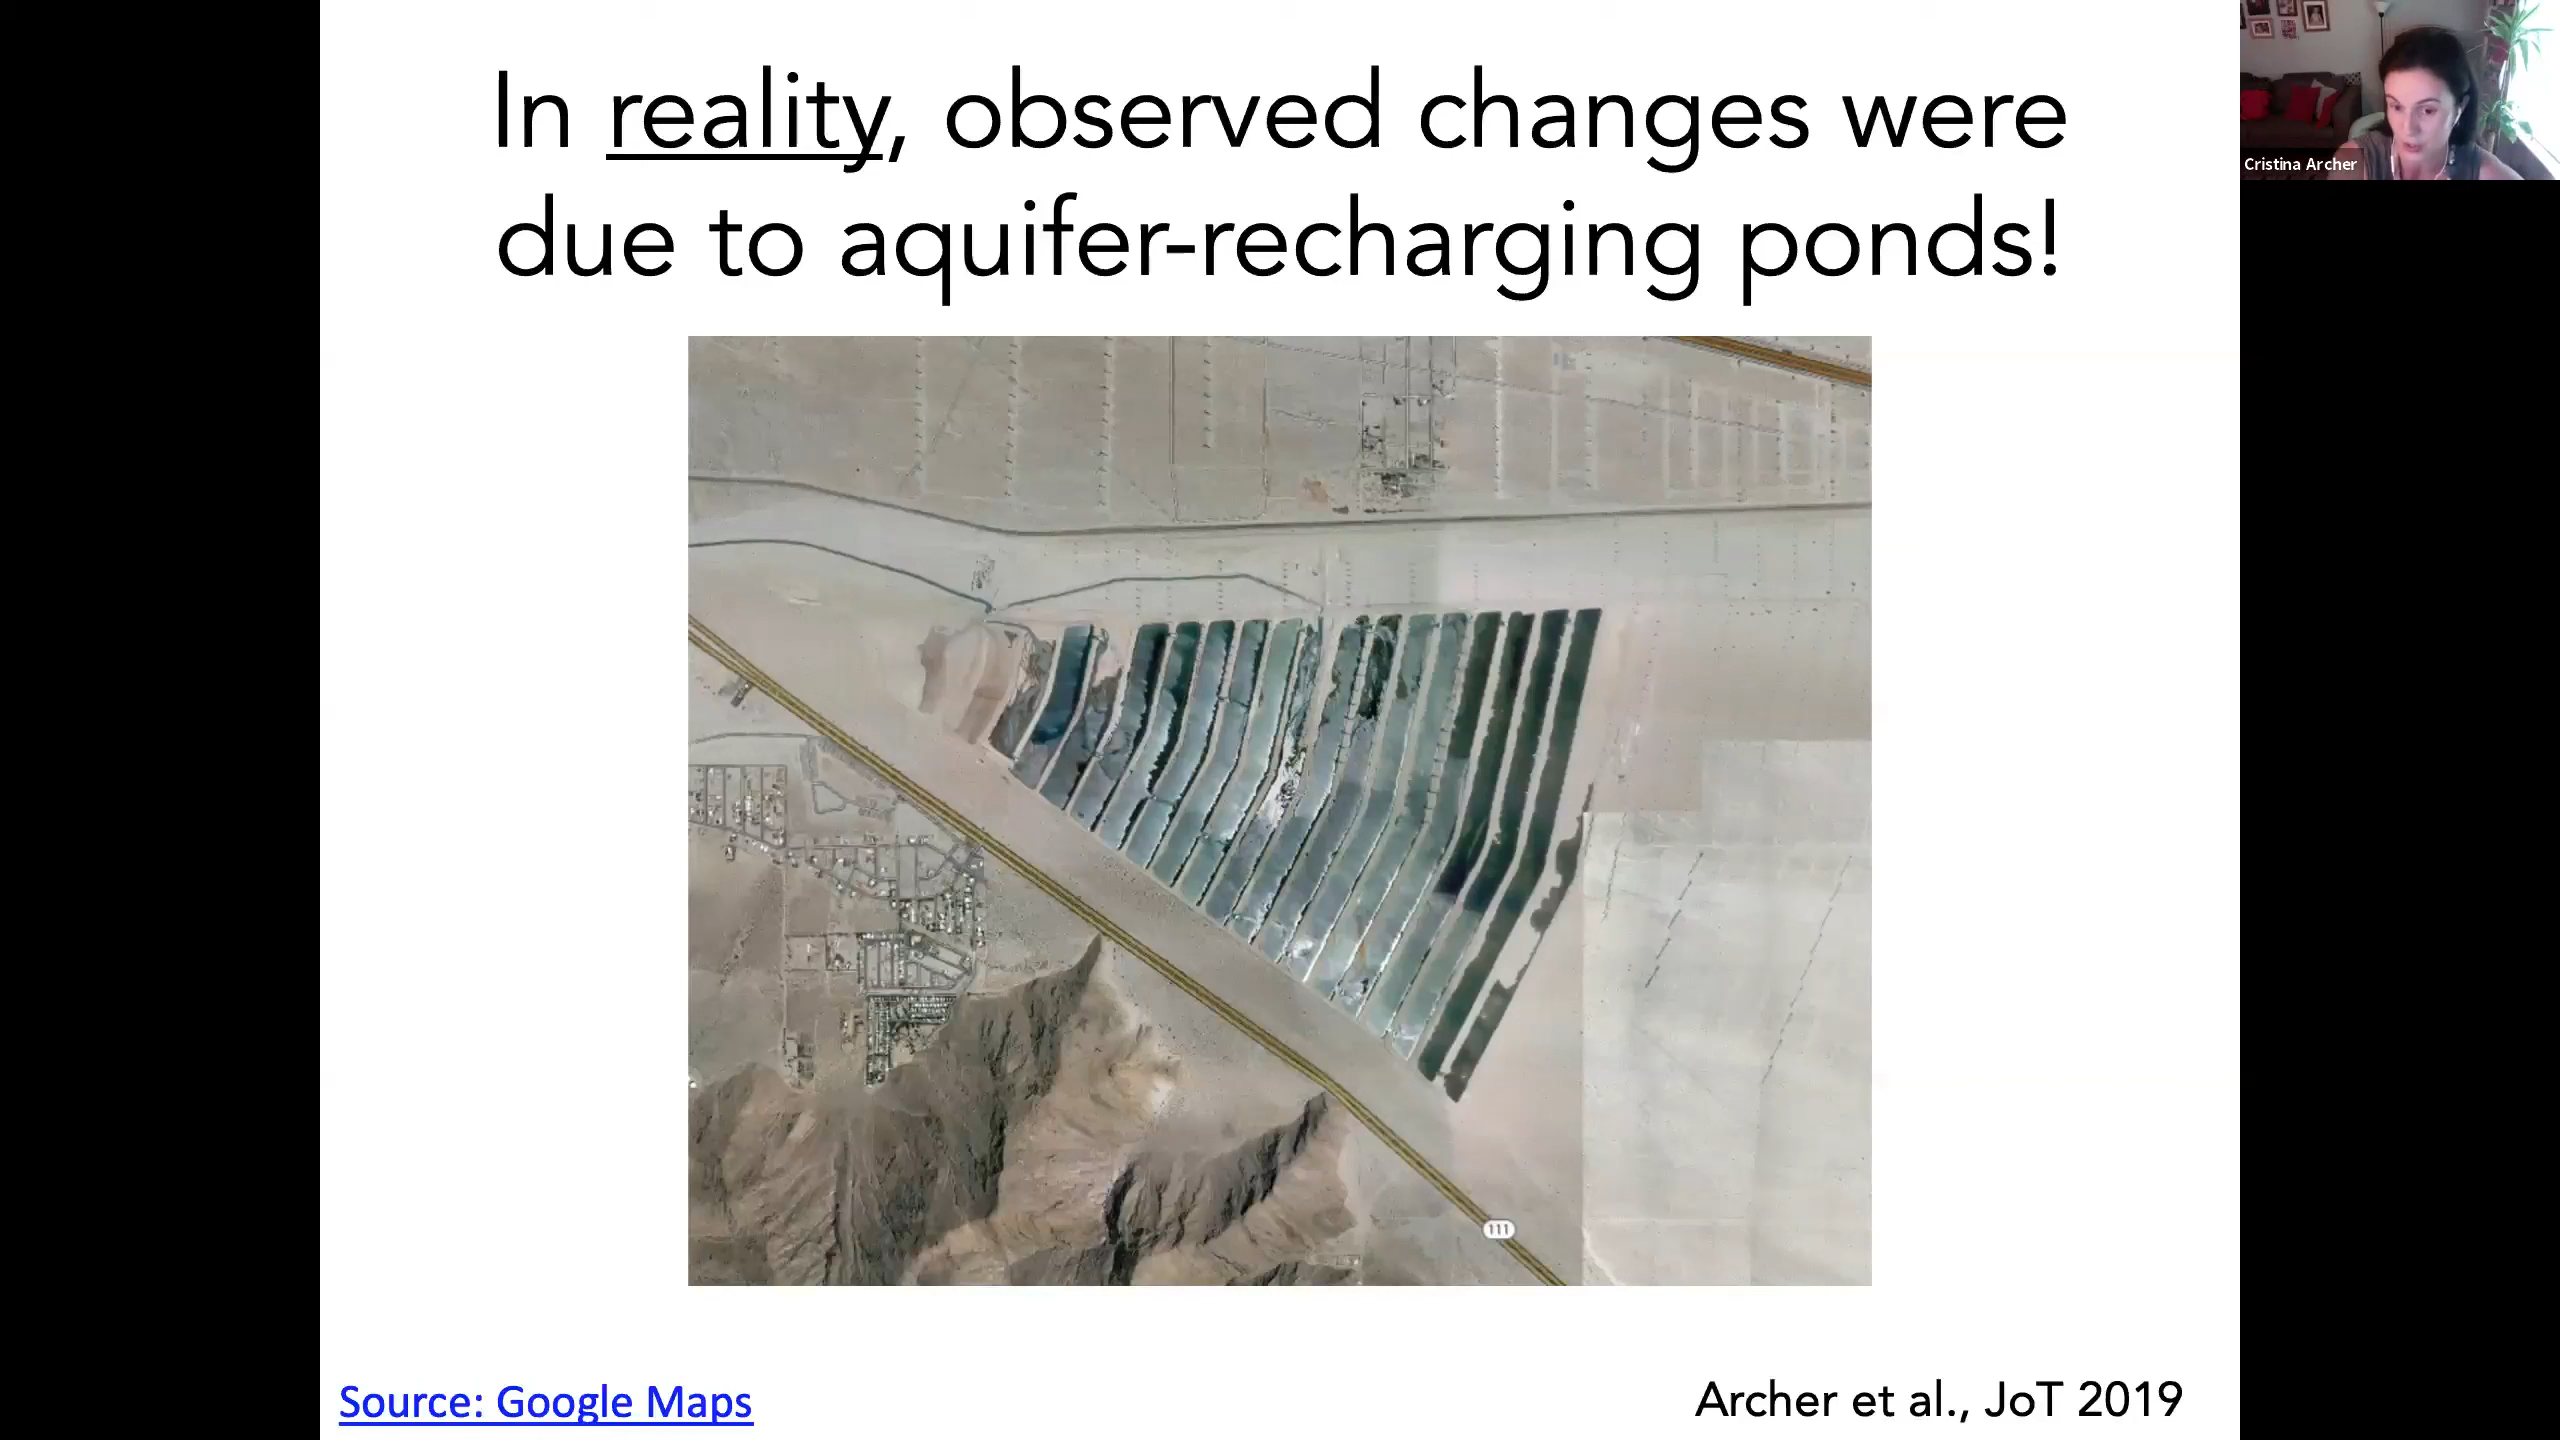 In reality, observed changes were
due to aquifer-recharging ponds!
Cristina Archer
111
Source: Google Maps
Archer et al., JoT 2019